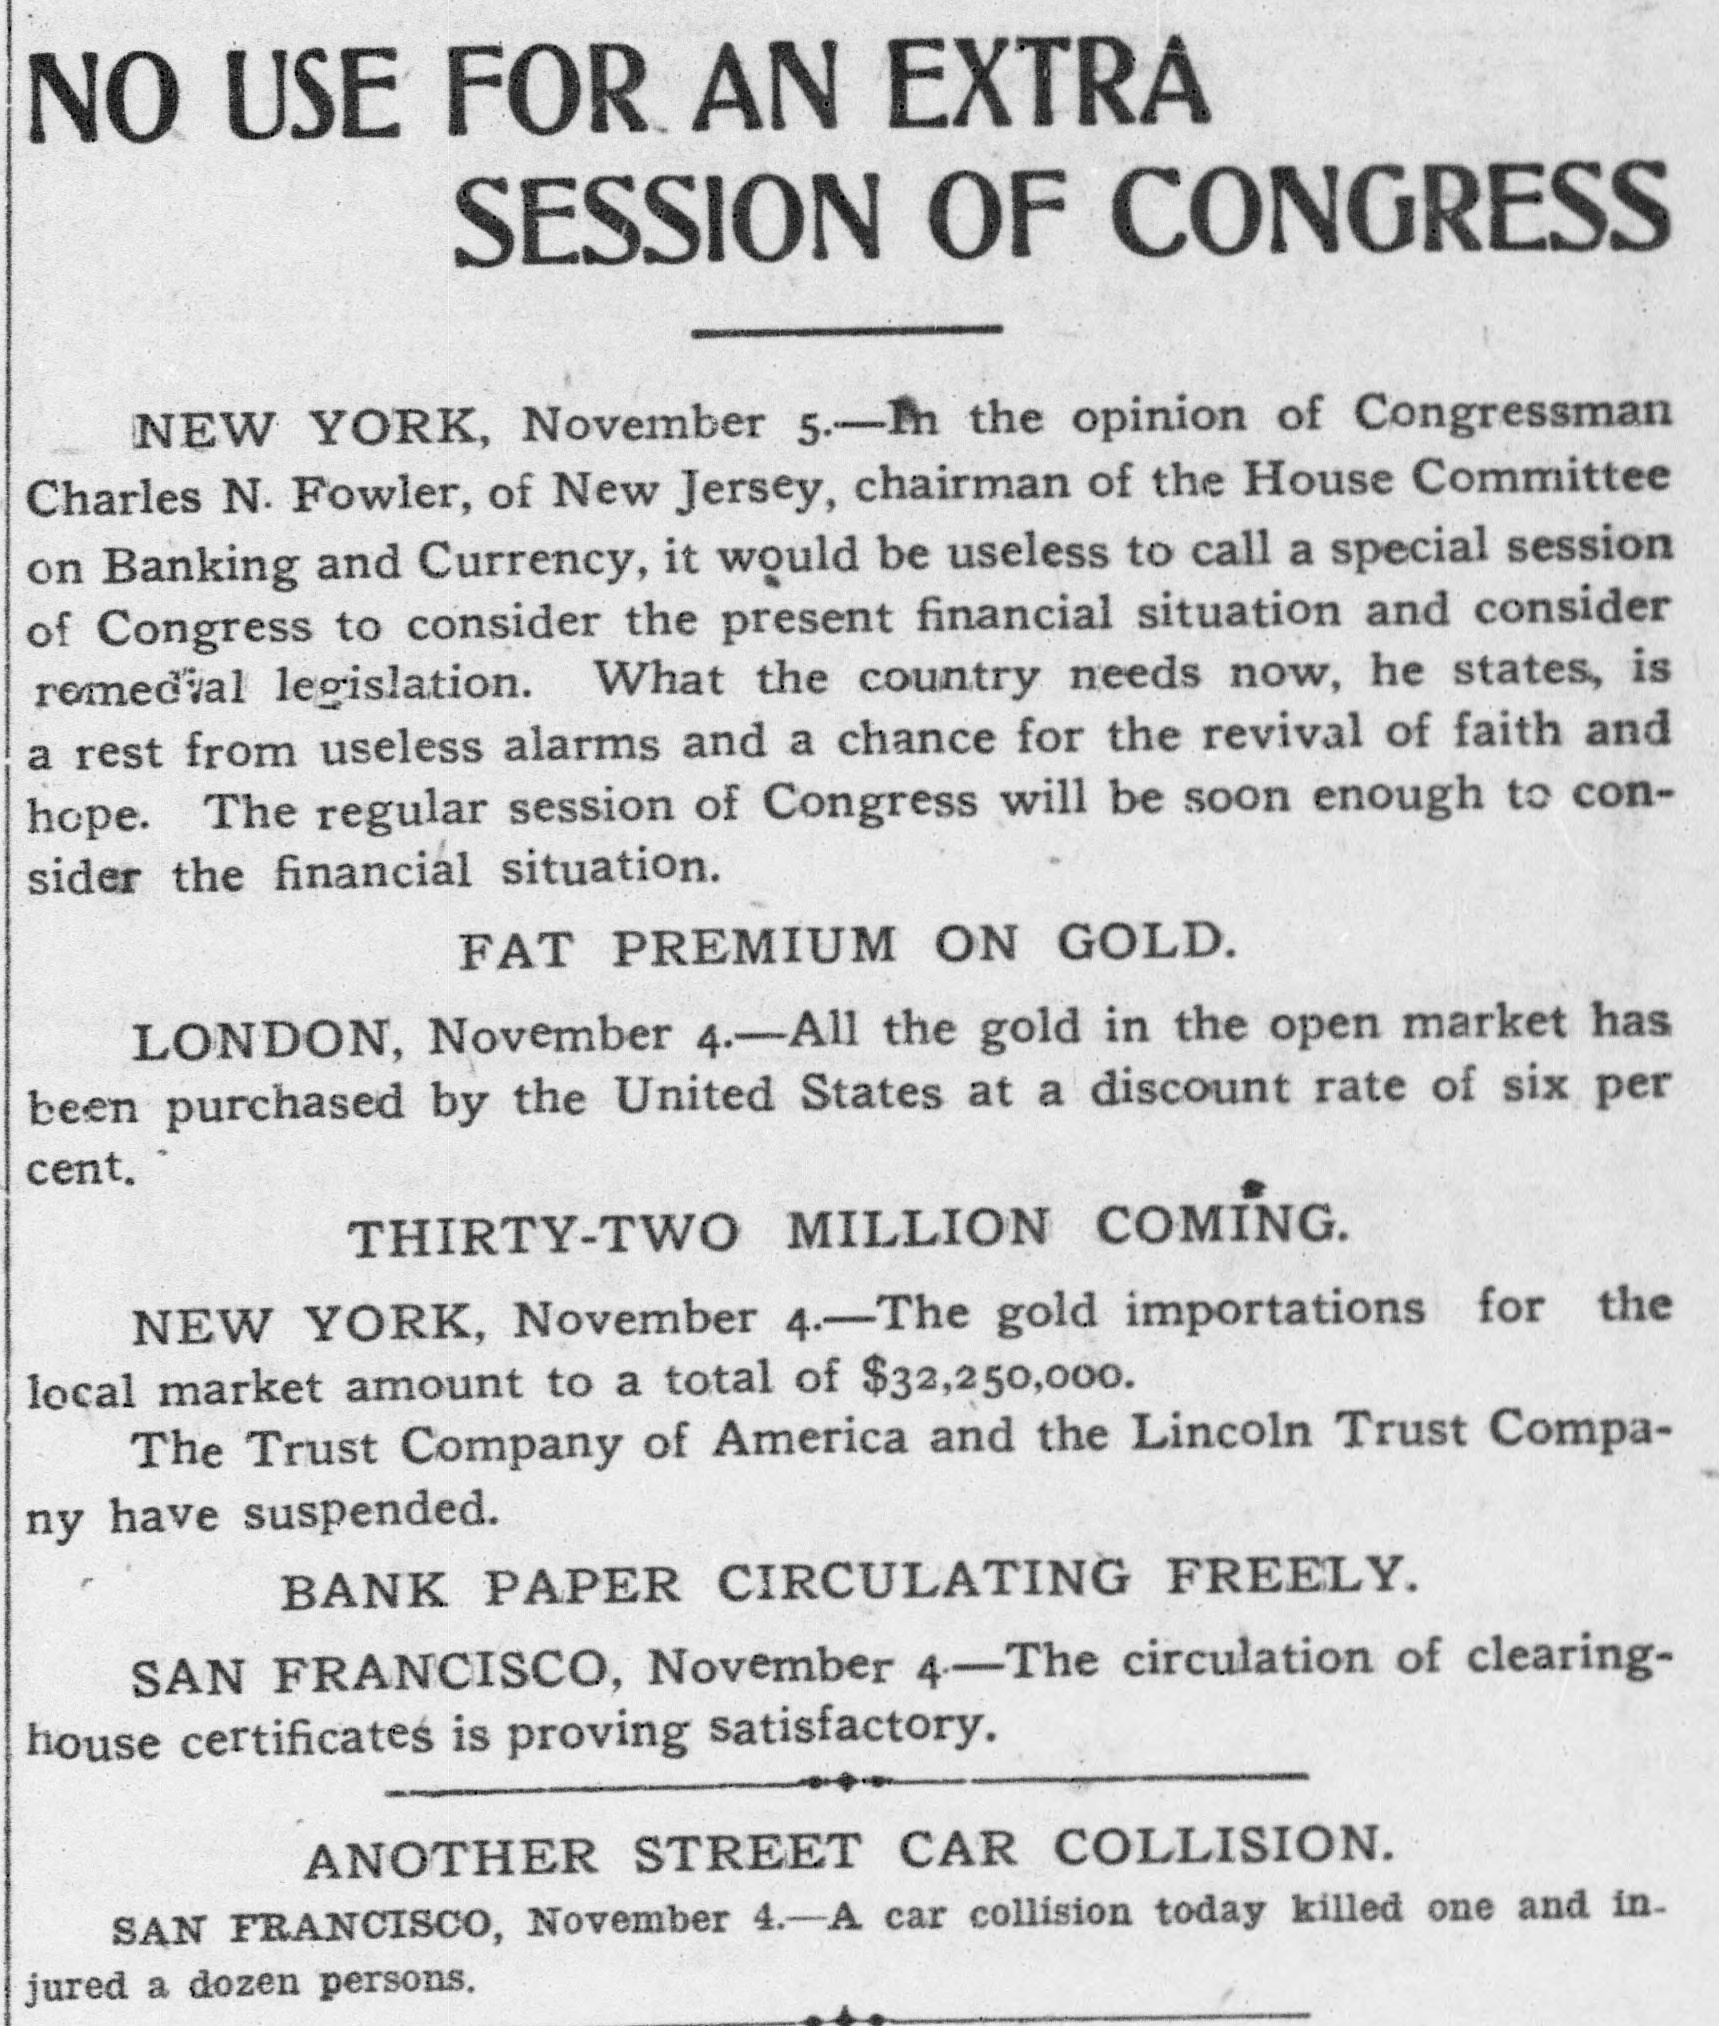 NO USE FOR AN EXTRA
SESSION OF CONGRESS
NEW YORK, November 5.—In the opinion of Congressman
Charles N. Fowler, of New Jersey, chairman of the House Committee
on Banking and Currency, it would be useless to call a special session
of Congress to consider the present financial situation and consider
remedial legislation. What the country needs now, he states, is
a rest from useless alarms and a chance for the revival of faith and
hope. The regular session of Congress will be soon enough to con-
sider the financial situation.
FAT PREMIUM ON GOLD.
LONDON, November 4.—All the gold in the open market has
been purchased by the United States at a discount rate of six per
cent.
THIRTY-TWO MILLION COMING.
NEW YORK, November 4.—The gold importations for the
local market amount to a total of $32,250,000.
The Trust Company of America and the Lincoln Trust Compa-
ny have suspended.
BANK PAPER CIRCULATING FREELY.
SAN FRANCISCO, November 4.—The circulation of clearing-
house certificates is proving satisfactory.
ANOTHER STREET CAR COLLISION.
SAN FRANCISCO, November 4.—A car collision today killed one and in-
jured a dozen persons.